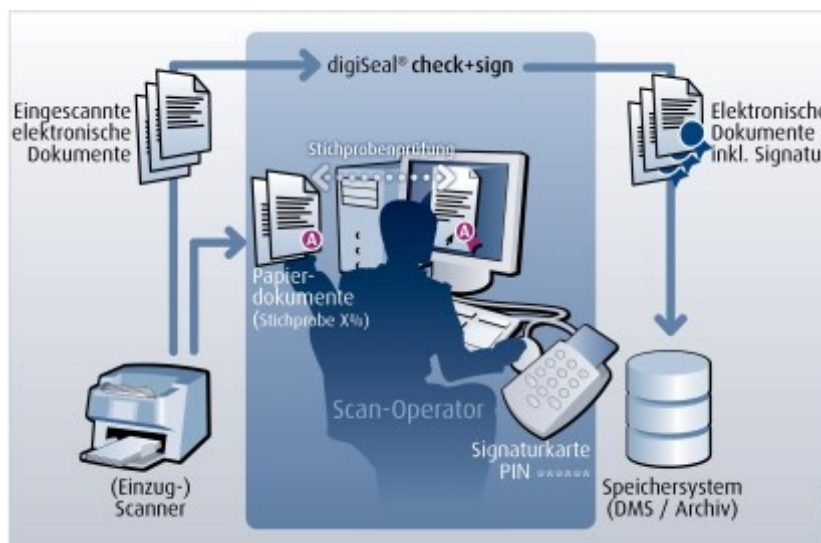 digiSeal® check+sign
Eingescannte
elektronische
Dokumente
Elektronische
Dokumente
inkl. Signatu
Stichprobenprüfung
A
A
Papier-
dokumente
(Stichprobe X%)
Scan-Operator
Signaturkarte
PIN ******
(Einzug-)
Scanner
Speichersystem
(DMS / Archiv)